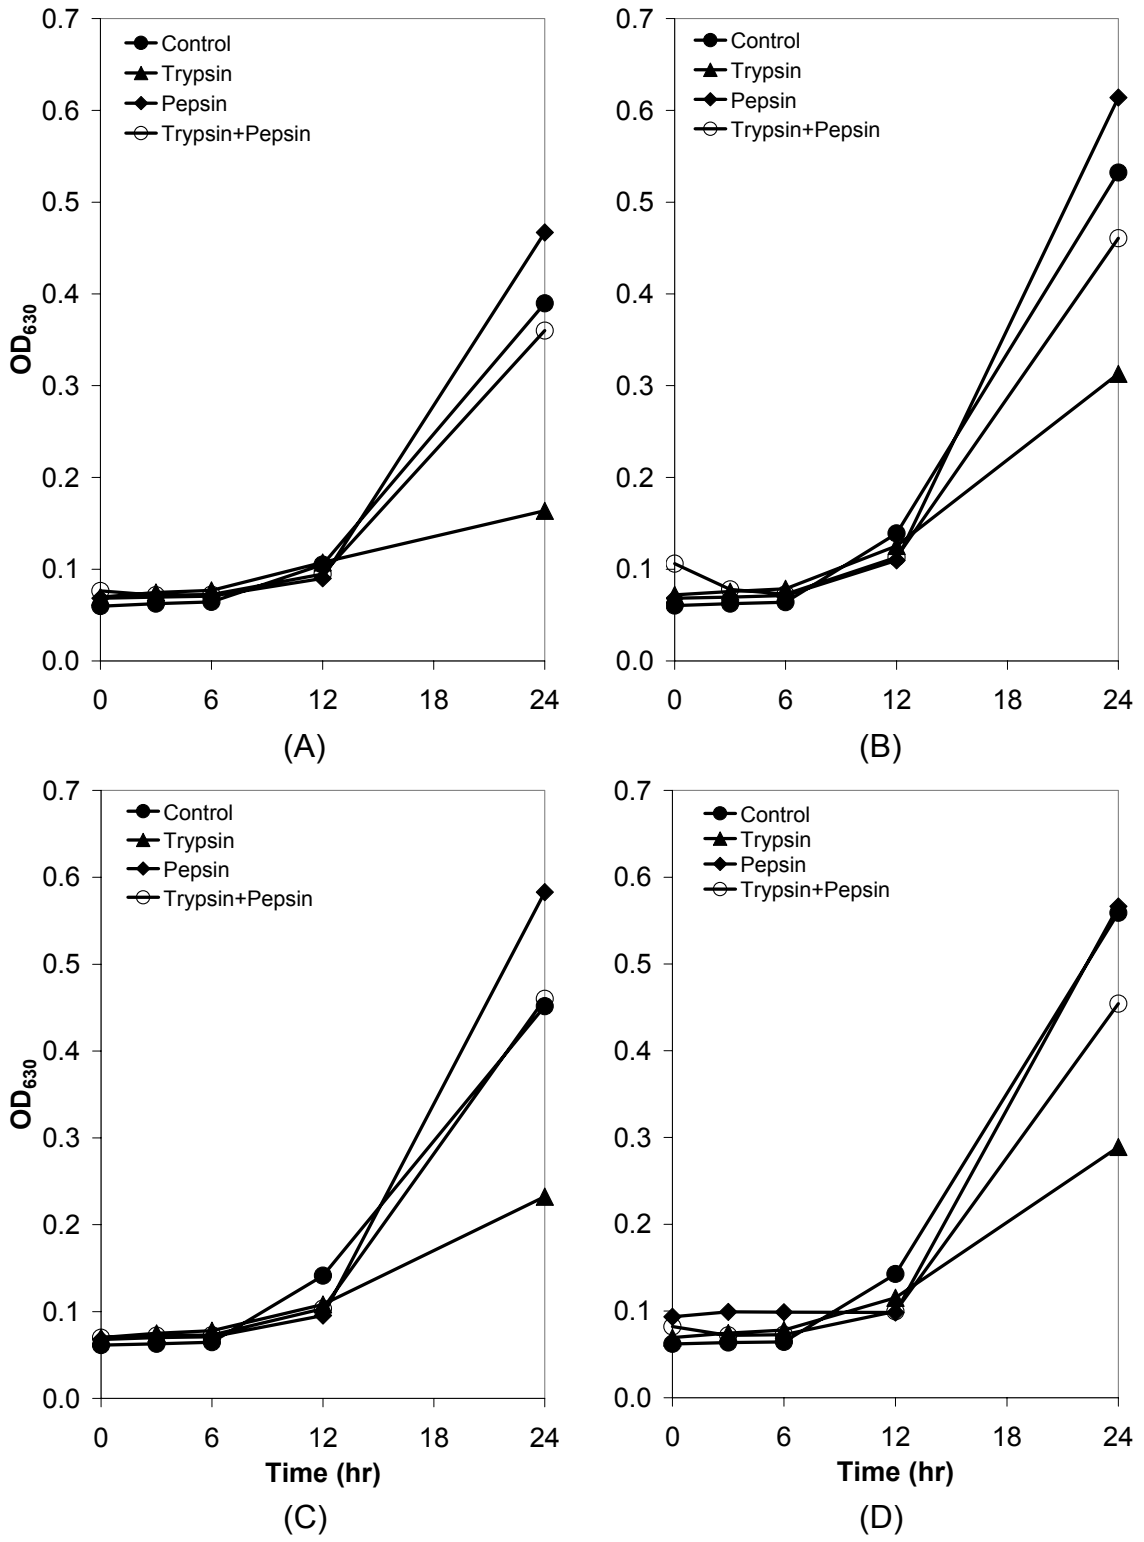 0.7
0.6
0.5
0.4
0.3
0.2
0.1
0.0
OD630
Control
Trypsin
Pepsin
Trypsin+Pepsin
0 6 12 18 24
(A)
0.7
0.6
0.5
0.4
0.3
0.2
0.1
0.0
Control
Trypsin
Pepsin
Trypsin+Pepsin
0 6 12 18 24
(B)
0.7
0.6
0.5
0.4
0.3
0.2
0.1
0.0
OD630
Control
Trypsin
Pepsin
Trypsin+Pepsin
0 6 12 18 24
Time (hr)
(C)
0.7
0.6
0.5
0.4
0.3
0.2
0.1
0.0
Control
Trypsin
Pepsin
Trypsin+Pepsin
0 6 12 18 24
Time (hr)
(D)